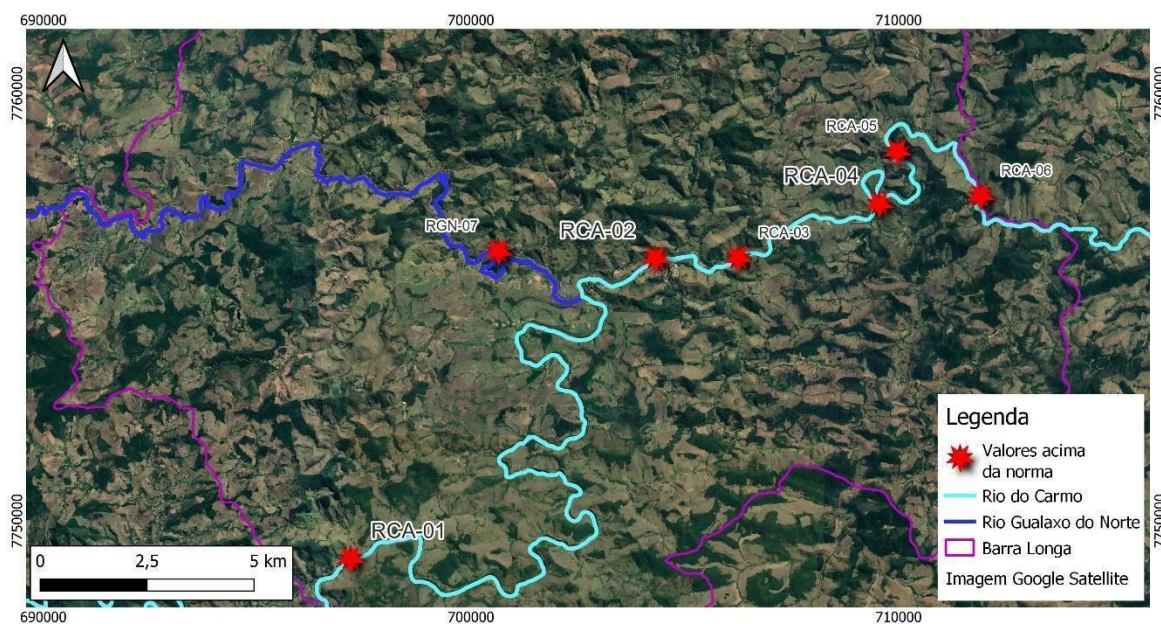 690000
700000
710000
7760000
7760000
RCA-05
RCA-04
RCA-06
RGN-07
RCA-02
RCA-03
RCA-01
7750000
7750000
0
2,5
5 km
Legenda
Valores acima
da norma
Rio do Carmo
Rio Gualaxo do Norte
Barra Longa
Imagem Google Satellite
690000
700000
710000